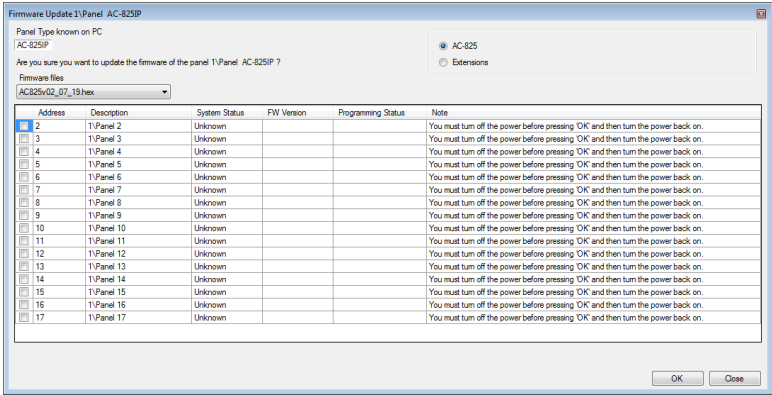 Firmware Update 1\Panel AC-825IP
Panel Type known on PC
AC-825IP
AC-825
Are you sure you want to update the firmware of the panel 1\Panel AC-825IP ?
Extensions
Firmware files
AC825v02_07_19.hex
Address Description System Status FW Version Programming Status Note
2 1\Panel 2 Unknown You must turn off the power before pressing 'OK' and then turn the power back on.
3 1\Panel 3 Unknown You must turn off the power before pressing 'OK' and then turn the power back on.
4 1\Panel 4 Unknown You must turn off the power before pressing 'OK' and then turn the power back on.
5 1\Panel 5 Unknown You must turn off the power before pressing 'OK' and then turn the power back on.
6 1\Panel 6 Unknown You must turn off the power before pressing 'OK' and then turn the power back on.
7 1\Panel 7 Unknown You must turn off the power before pressing 'OK' and then turn the power back on.
8 1\Panel 8 Unknown You must turn off the power before pressing 'OK' and then turn the power back on.
9 1\Panel 9 Unknown You must turn off the power before pressing 'OK' and then turn the power back on.
10 1\Panel 10 Unknown You must turn off the power before pressing 'OK' and then turn the power back on.
11 1\Panel 11 Unknown You must turn off the power before pressing 'OK' and then turn the power back on.
12 1\Panel 12 Unknown You must turn off the power before pressing 'OK' and then turn the power back on.
13 1\Panel 13 Unknown You must turn off the power before pressing 'OK' and then turn the power back on.
14 1\Panel 14 Unknown You must turn off the power before pressing 'OK' and then turn the power back on.
15 1\Panel 15 Unknown You must turn off the power before pressing 'OK' and then turn the power back on.
16 1\Panel 16 Unknown You must turn off the power before pressing 'OK' and then turn the power back on.
17 1\Panel 17 Unknown You must turn off the power before pressing 'OK' and then turn the power back on.
OK Close